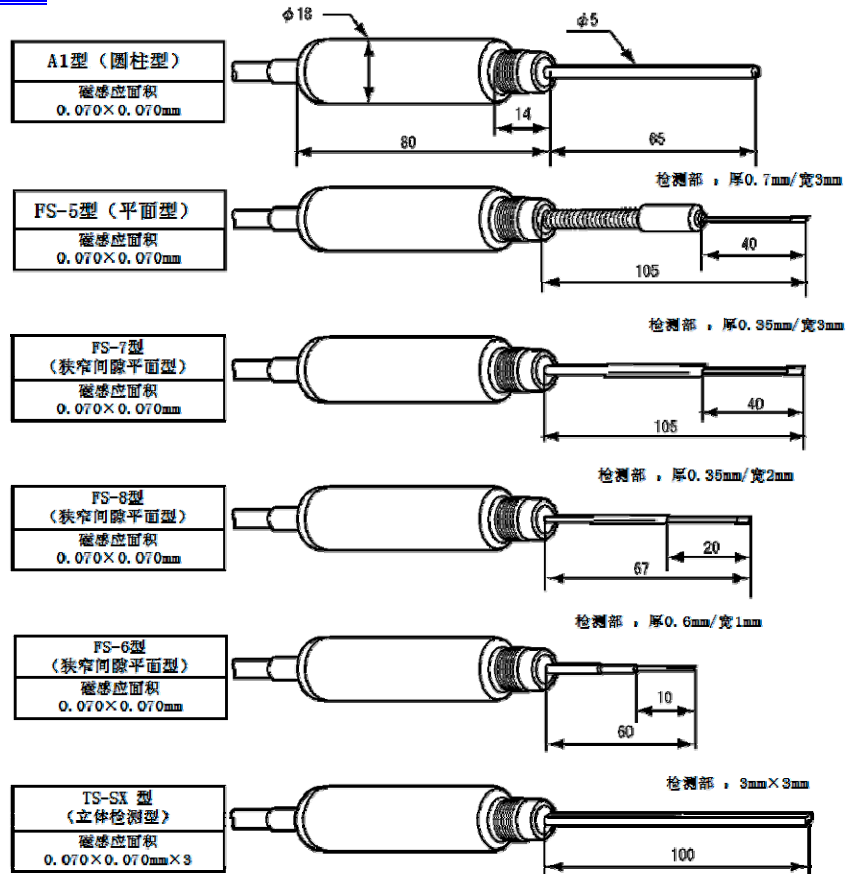 φ18
φ5
A1型（圆柱型）
磁感应面积
0.070×0.070mm
14
80
65
检测部 ，厚0.7mm/宽3mm
FS-5型（平面型）
磁感应面积
0.070×0.070mm
40
105
检测部 ，厚0.35mm/宽3mm
FS-7型
（狭窄间隙平面型）
磁感应面积
0.070×0.070mm
40
105
检测部 ，厚0.35mm/宽2mm
FS-8型
（狭窄间隙平面型）
磁感应面积
0.070×0.070mm
20
67
检测部 ，厚0.6mm/宽1mm
FS-6型
（狭窄间隙平面型）
磁感应面积
0.070×0.070mm
10
60
检测部 ，3mm×3mm
TS-SX 型
（立体检测型）
磁感应面积
0.070×0.070mm×3
100